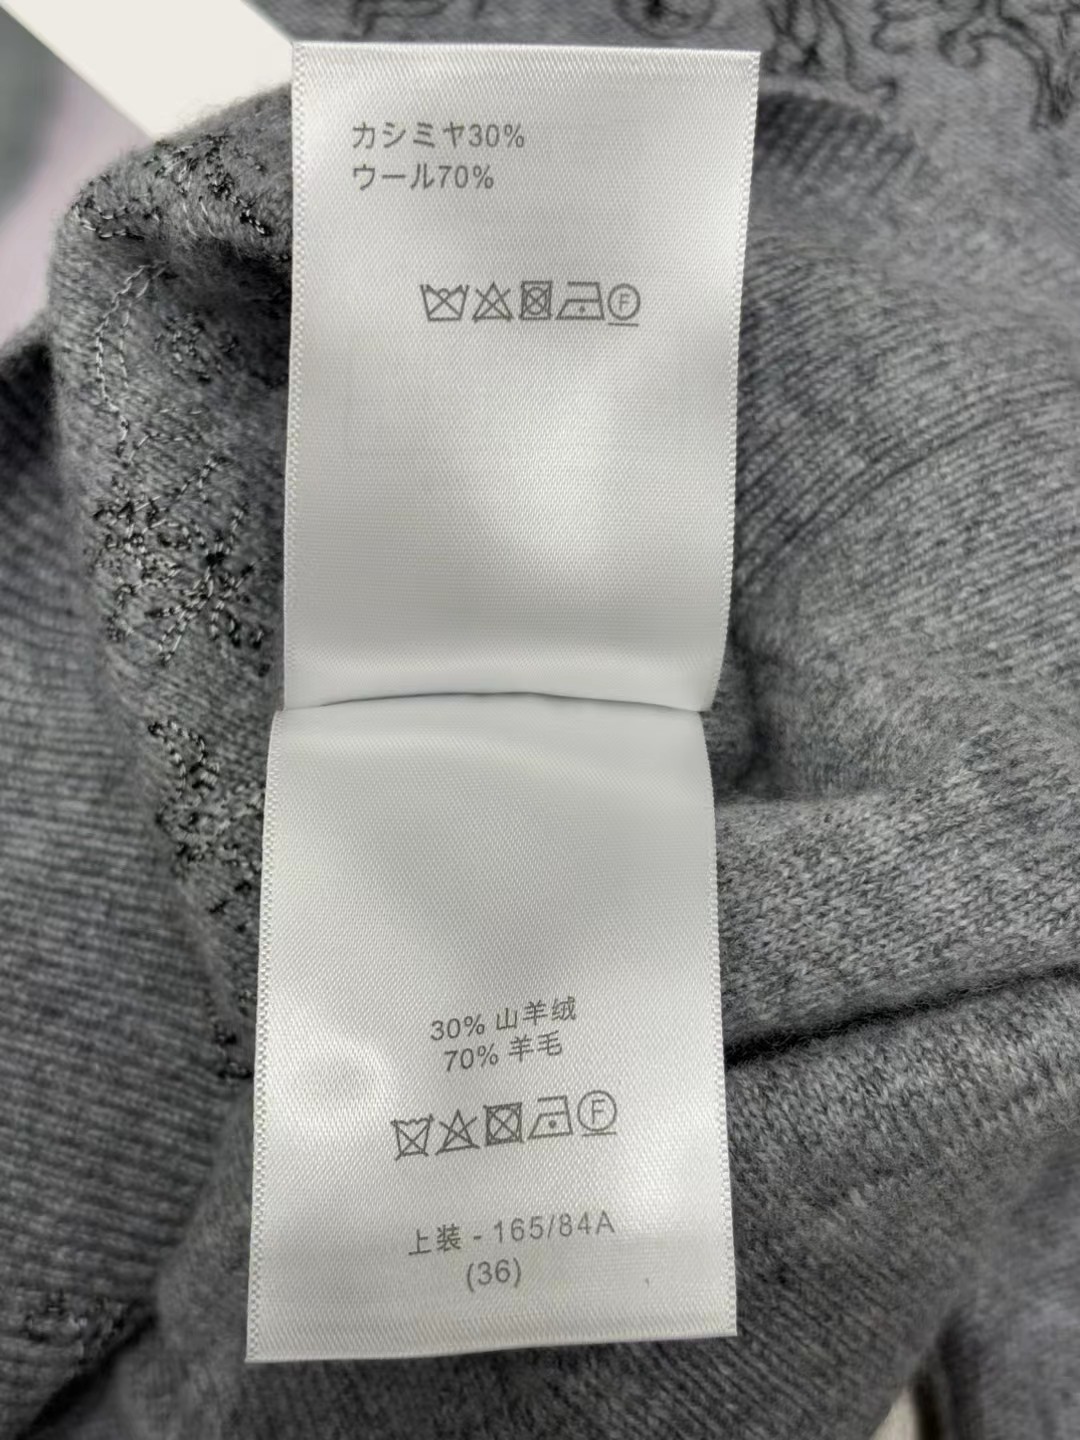 カシミヤ30%
ウール70%
F
30% 山羊绒
70% 羊毛
F
上装 - 165/84A
(36)